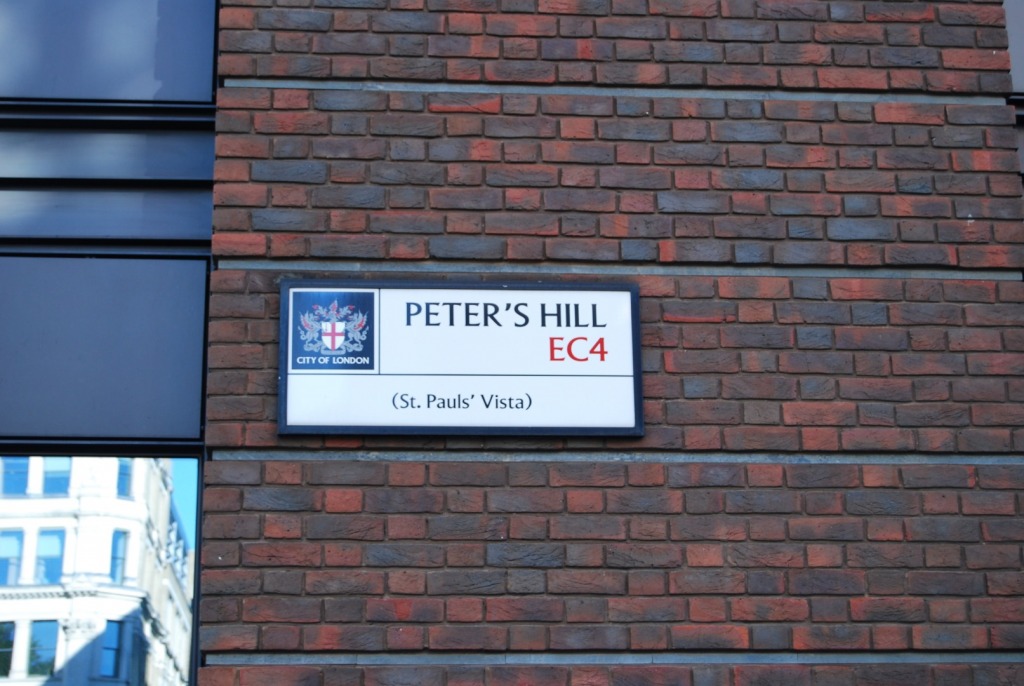 PETER'S HILL
EC4
CITY OF LONDON
(St. Pauls' Vista)